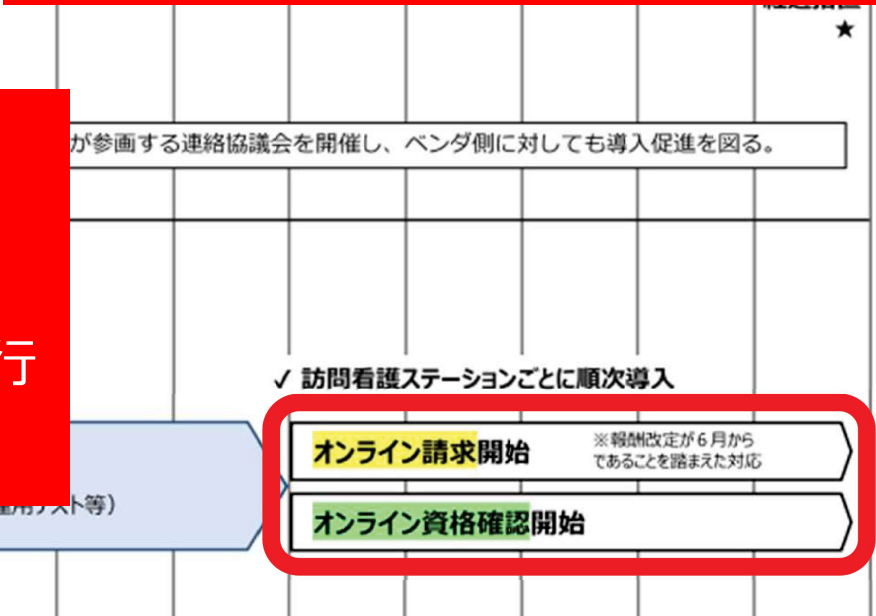 ★
が参画する連絡協議会を開催し、ベンダ側に対しても導入促進を図る。
行
✓ 訪問看護ステーションごとに順次導入
オンライン請求開始
※報酬改定が6月から
であることを踏まえた対応
テスト等）
オンライン資格確認開始